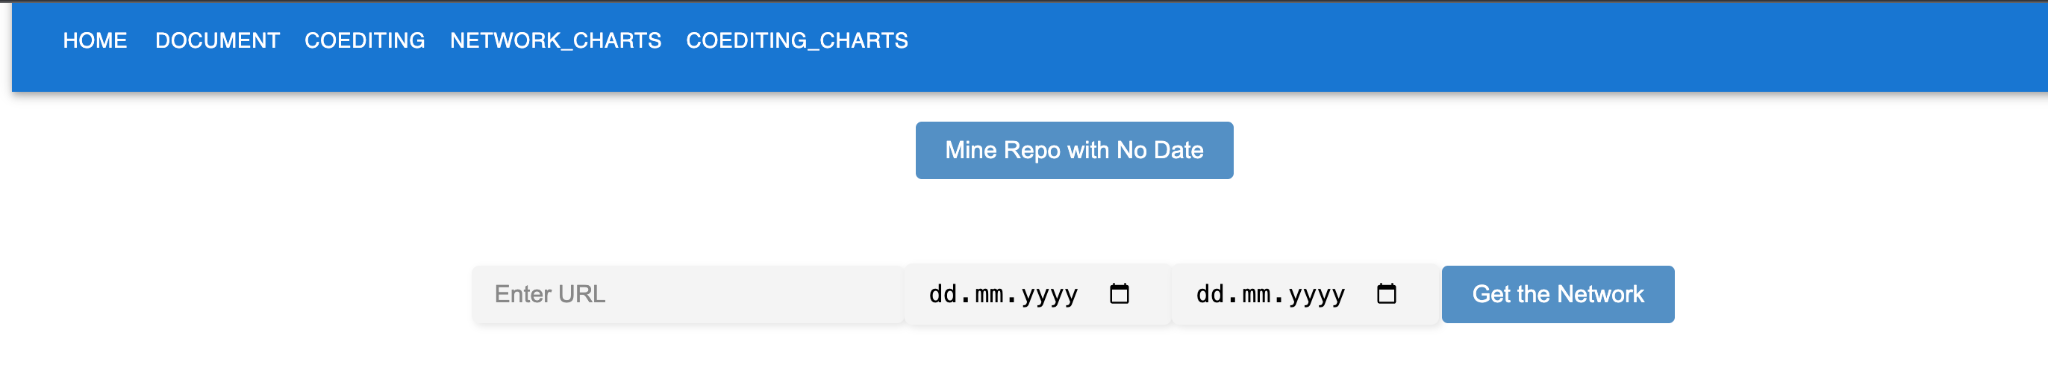 HOME DOCUMENT COEDITING NETWORK_CHARTS COEDITING_CHARTS
Mine Repo with No Date
Enter URL dd.mm.yyyy dd.mm.yyyy Get the Network